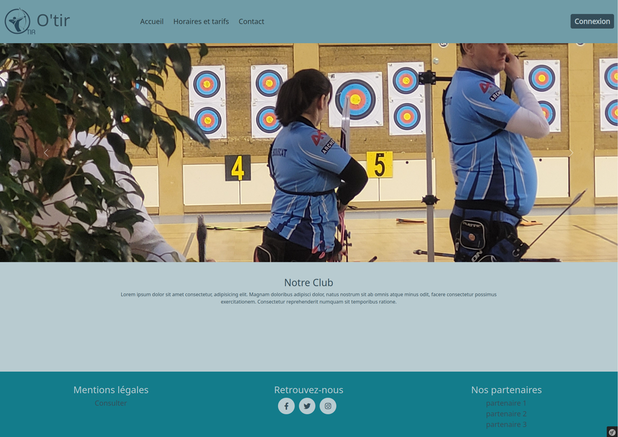 O'tir
TIR
Accueil Horaires et tarifs Contact
Connexion
4
5
Notre Club
Lorem ipsum dolor sit amet consectetur, adipisicing elit. Magnam doloribus adipisci dolor, natus nostrum sit ab omnis atque minus odit, facere consectetur possimus
exercitationem. Consectetur reprehenderit numquam sit temporibus ratione.
Mentions légales
Consulter
Retrouvez-nous
Nos partenaires
partenaire 1
partenaire 2
partenaire 3